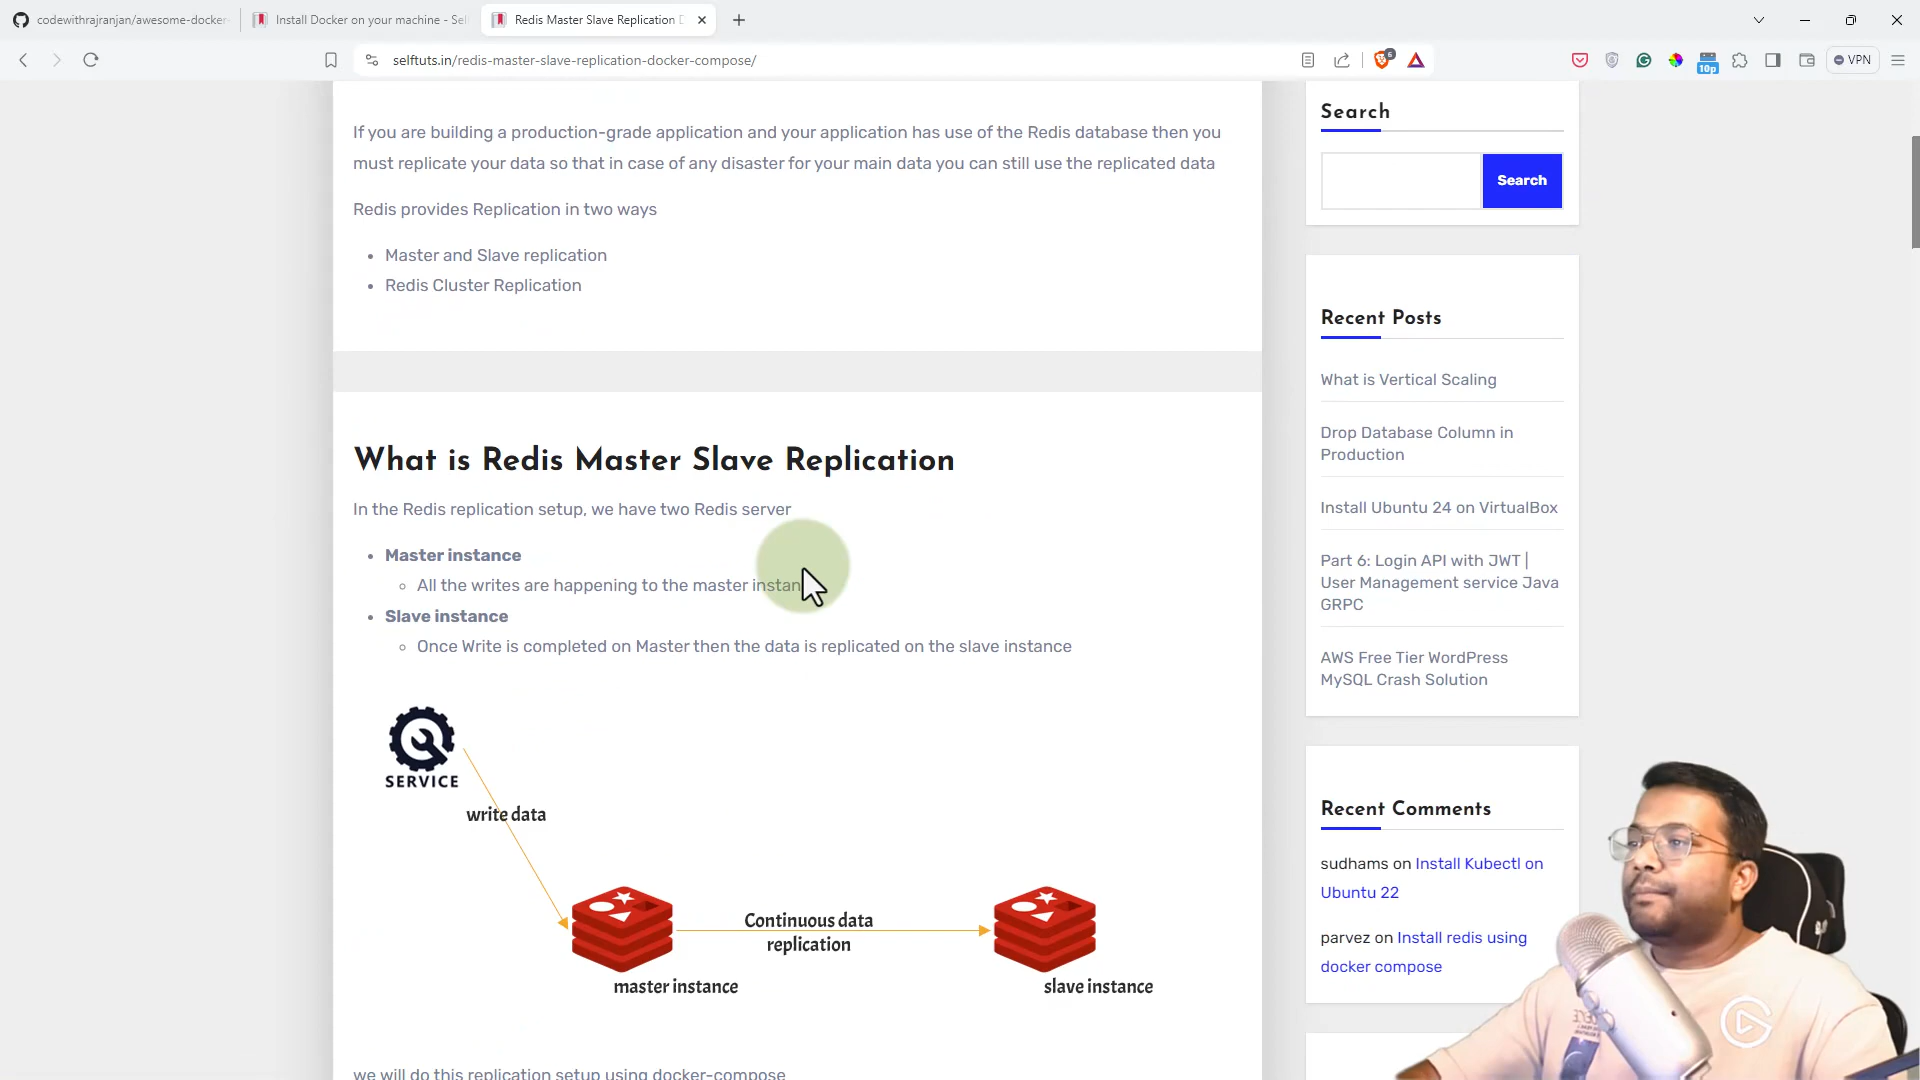 codewithrajranjan/awesome-docker-
Install Docker on your machine - Sel
Redis Master Slave Replication D
selftuts.in/redis-master-slave-replication-docker-compose/
6
10p
VPN
If you are building a production-grade application and your application has use of the Redis database then you
must replicate your data so that in case of any disaster for your main data you can still use the replicated data
Redis provides Replication in two ways
Master and Slave replication
Redis Cluster Replication
What is Redis Master Slave Replication
In the Redis replication setup, we have two Redis server
Master instance
All the writes are happening to the master instan
Slave instance
Once Write is completed on Master then the data is replicated on the slave instance
SERVICE
write data
Continuous data
replication
master instance
slave instance
we will do this replication setup using docker-compose
Search
Search
Recent Posts
What is Vertical Scaling
Drop Database Column in
Production
Install Ubuntu 24 on VirtualBox
Part 6: Login API with JWT |
User Management service Java
GRPC
AWS Free Tier WordPress
MySQL Crash Solution
Recent Comments
sudhams on Install Kubectl on
Ubuntu 22
parvez on Install redis using
docker compose